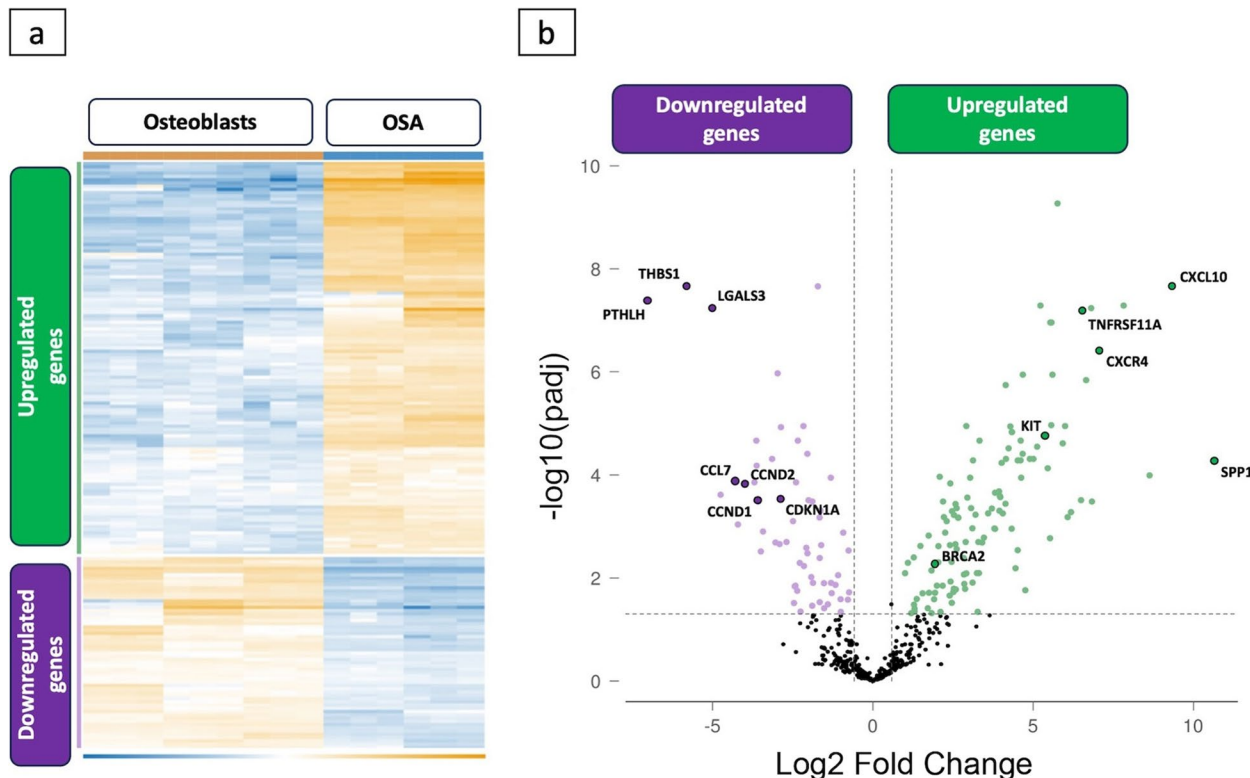 a
Osteoblasts
OSA
Upregulated
genes
Downregulated
genes
b
Downregulated
genes
Upregulated
genes
10
8
6
4
2
0
-log10(padj)
THBS1
PTHLH
LGALS3
CXCL10
TNFRSF11A
CXCR4
KIT
SPP1
CCL7
CCND2
CCND1
CDKN1A
BRCA2
-5
0
5
10
Log2 Fold Change